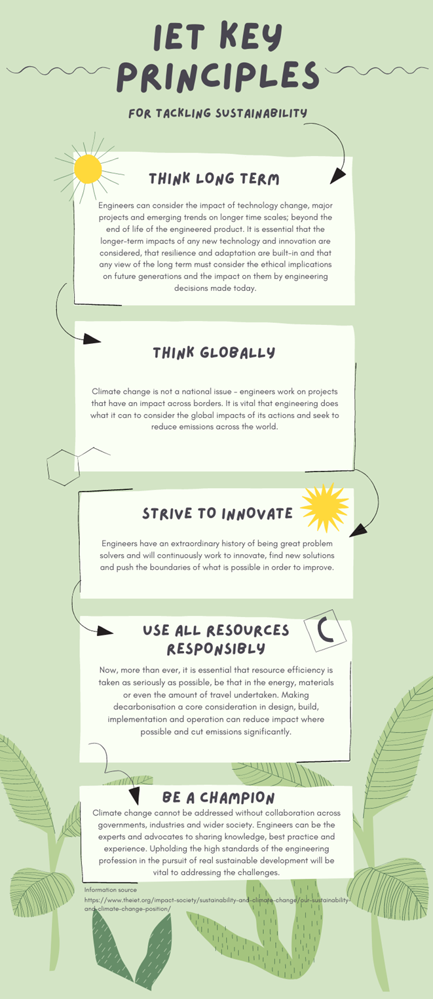 IET KEY
PRINCIPLES
FOR TACKLING SUSTAINABILITY
THINK LONG TERM
Engineers can consider the impact of technology change, major
projects and emerging trends on longer time scales; beyond the
end of life of the engineered product. It is essential that the
longer-term impacts of any new technology and innovation are
considered, that resilience and adaptation are built-in and that
any view of the long term must consider the ethical implications
on future generations and the impact on them by engineering
decisions made today.
THINK GLOBALLY
Climate change is not a national issue - engineers work on projects
that have an impact across borders. It is vital that engineering does
what it can to consider the global impacts of its actions and seek to
reduce emissions across the world.
STRIVE TO INNOVATE
Engineers have an extraordinary history of being great problem
solvers and will continuously work to innovate, find new solutions
and push the boundaries of what is possible in order to improve.
USE ALL RESOURCES
RESPONSIBLY
Now, more than ever, it is essential that resource efficiency is
taken as seriously as possible, be that in the energy, materials
or even the amount of travel undertaken. Making
decarbonisation a core consideration in design, build,
implementation and operation can reduce impact where
possible and cut emissions significantly.
BE A CHAMPION
Climate change cannot be addressed without collaboration across
governments, industries and wider society. Engineers can be the
experts and advocates to sharing knowledge, best practice and
experience. Upholding the high standards of the engineering
profession in the pursuit of real sustainable development will be
vital to addressing the challenges.
Information source
https://www.theiet.org/impact-society/sustainability-and-climate-change/our-sustainability-
and-climate-change-position/